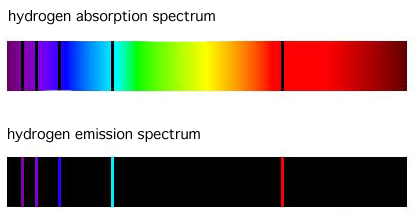 hydrogen absorption spectrum
hydrogen emission spectrum